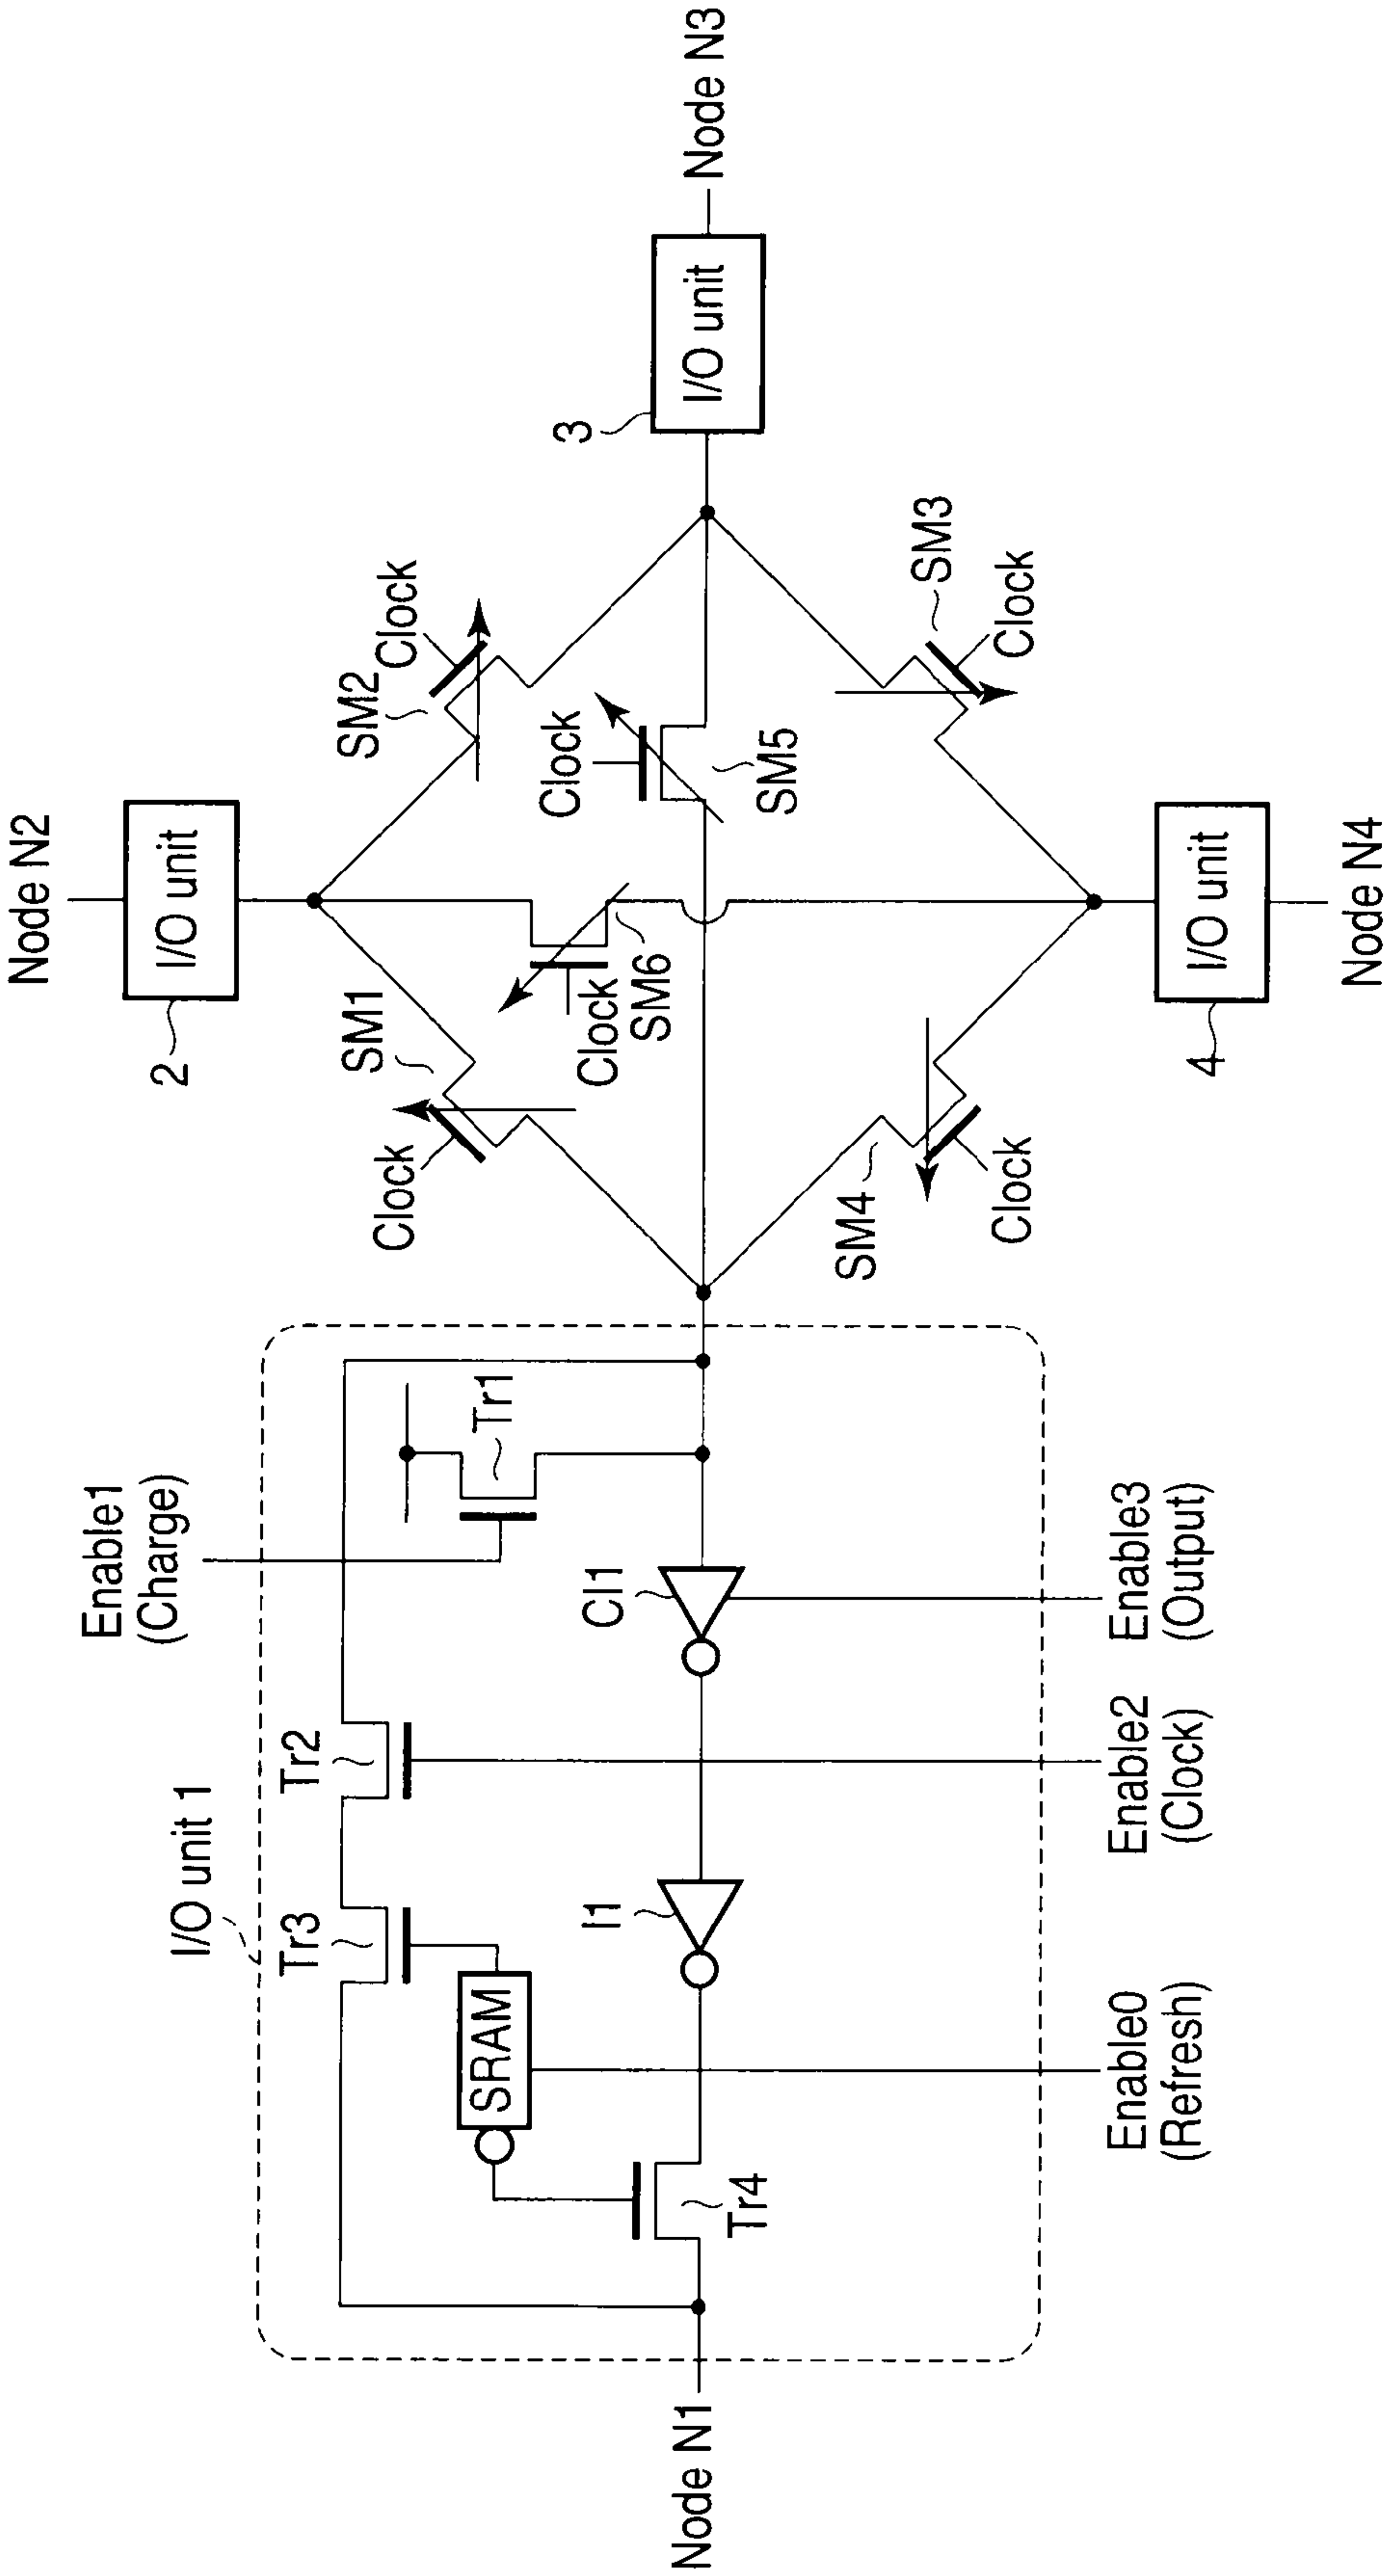 Node N2
I/O unit
2
SM1
Clock
SM2
Clock
Clock
SM6
Clock
SM5
3
I/O unit
Node N3
SM3
Clock
SM4
Clock
4
I/O unit
Node N4
I/O unit 1
Enable1
(Charge)
Tr1
Tr2
Tr3
SRAM
CI1
I1
Tr4
Node N1
Enable0
(Refresh)
Enable2
(Clock)
Enable3
(Output)